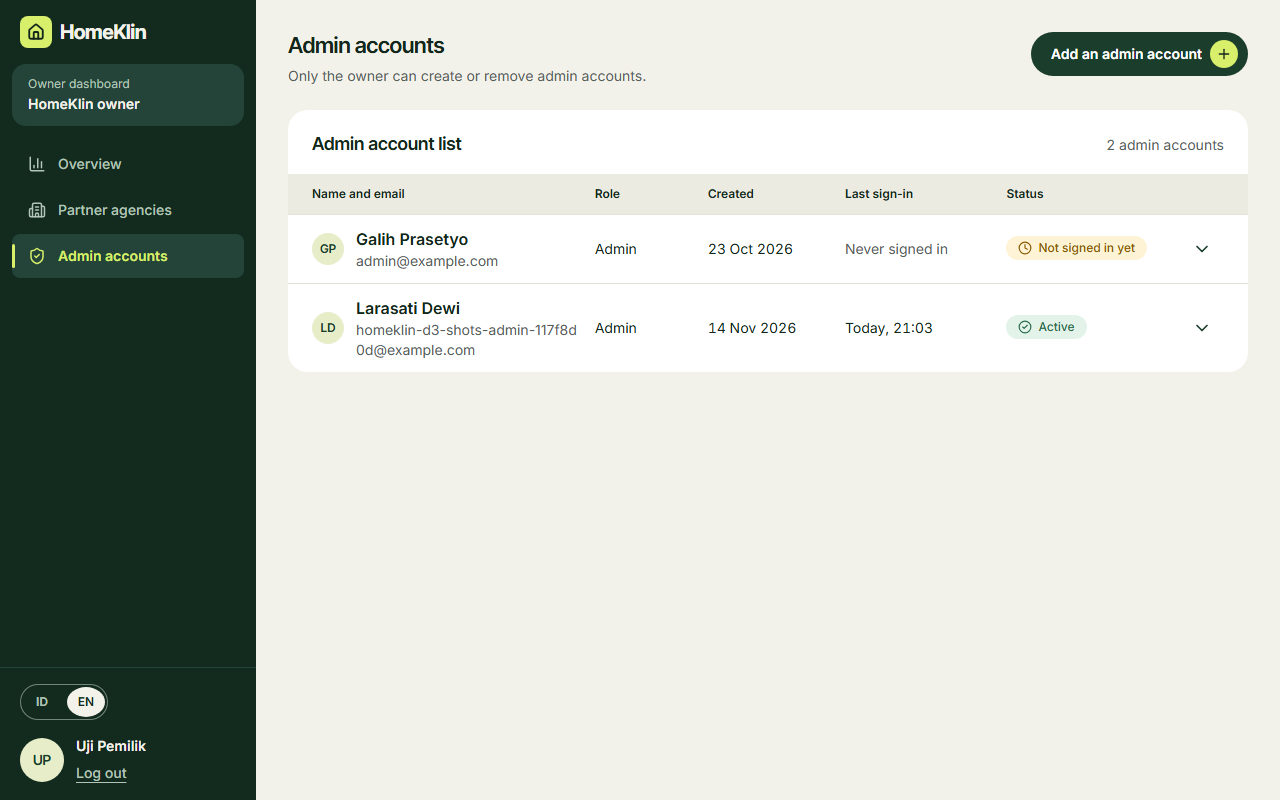 HomeKlin
Owner dashboard
HomeKlin owner
Overview
Partner agencies
Admin accounts
ID
EN
UP
Uji Pemilik
Log out
Admin accounts
Only the owner can create or remove admin accounts.
Add an admin account
Admin account list
2 admin accounts
Name and email
Role
Created
Last sign-in
Status
GP
Galih Prasetyo
admin@example.com
Admin
23 Oct 2026
Never signed in
Not signed in yet
LD
Larasati Dewi
homeklin-d3-shots-admin-117f8d
0d@example.com
Admin
14 Nov 2026
Today, 21:03
Active